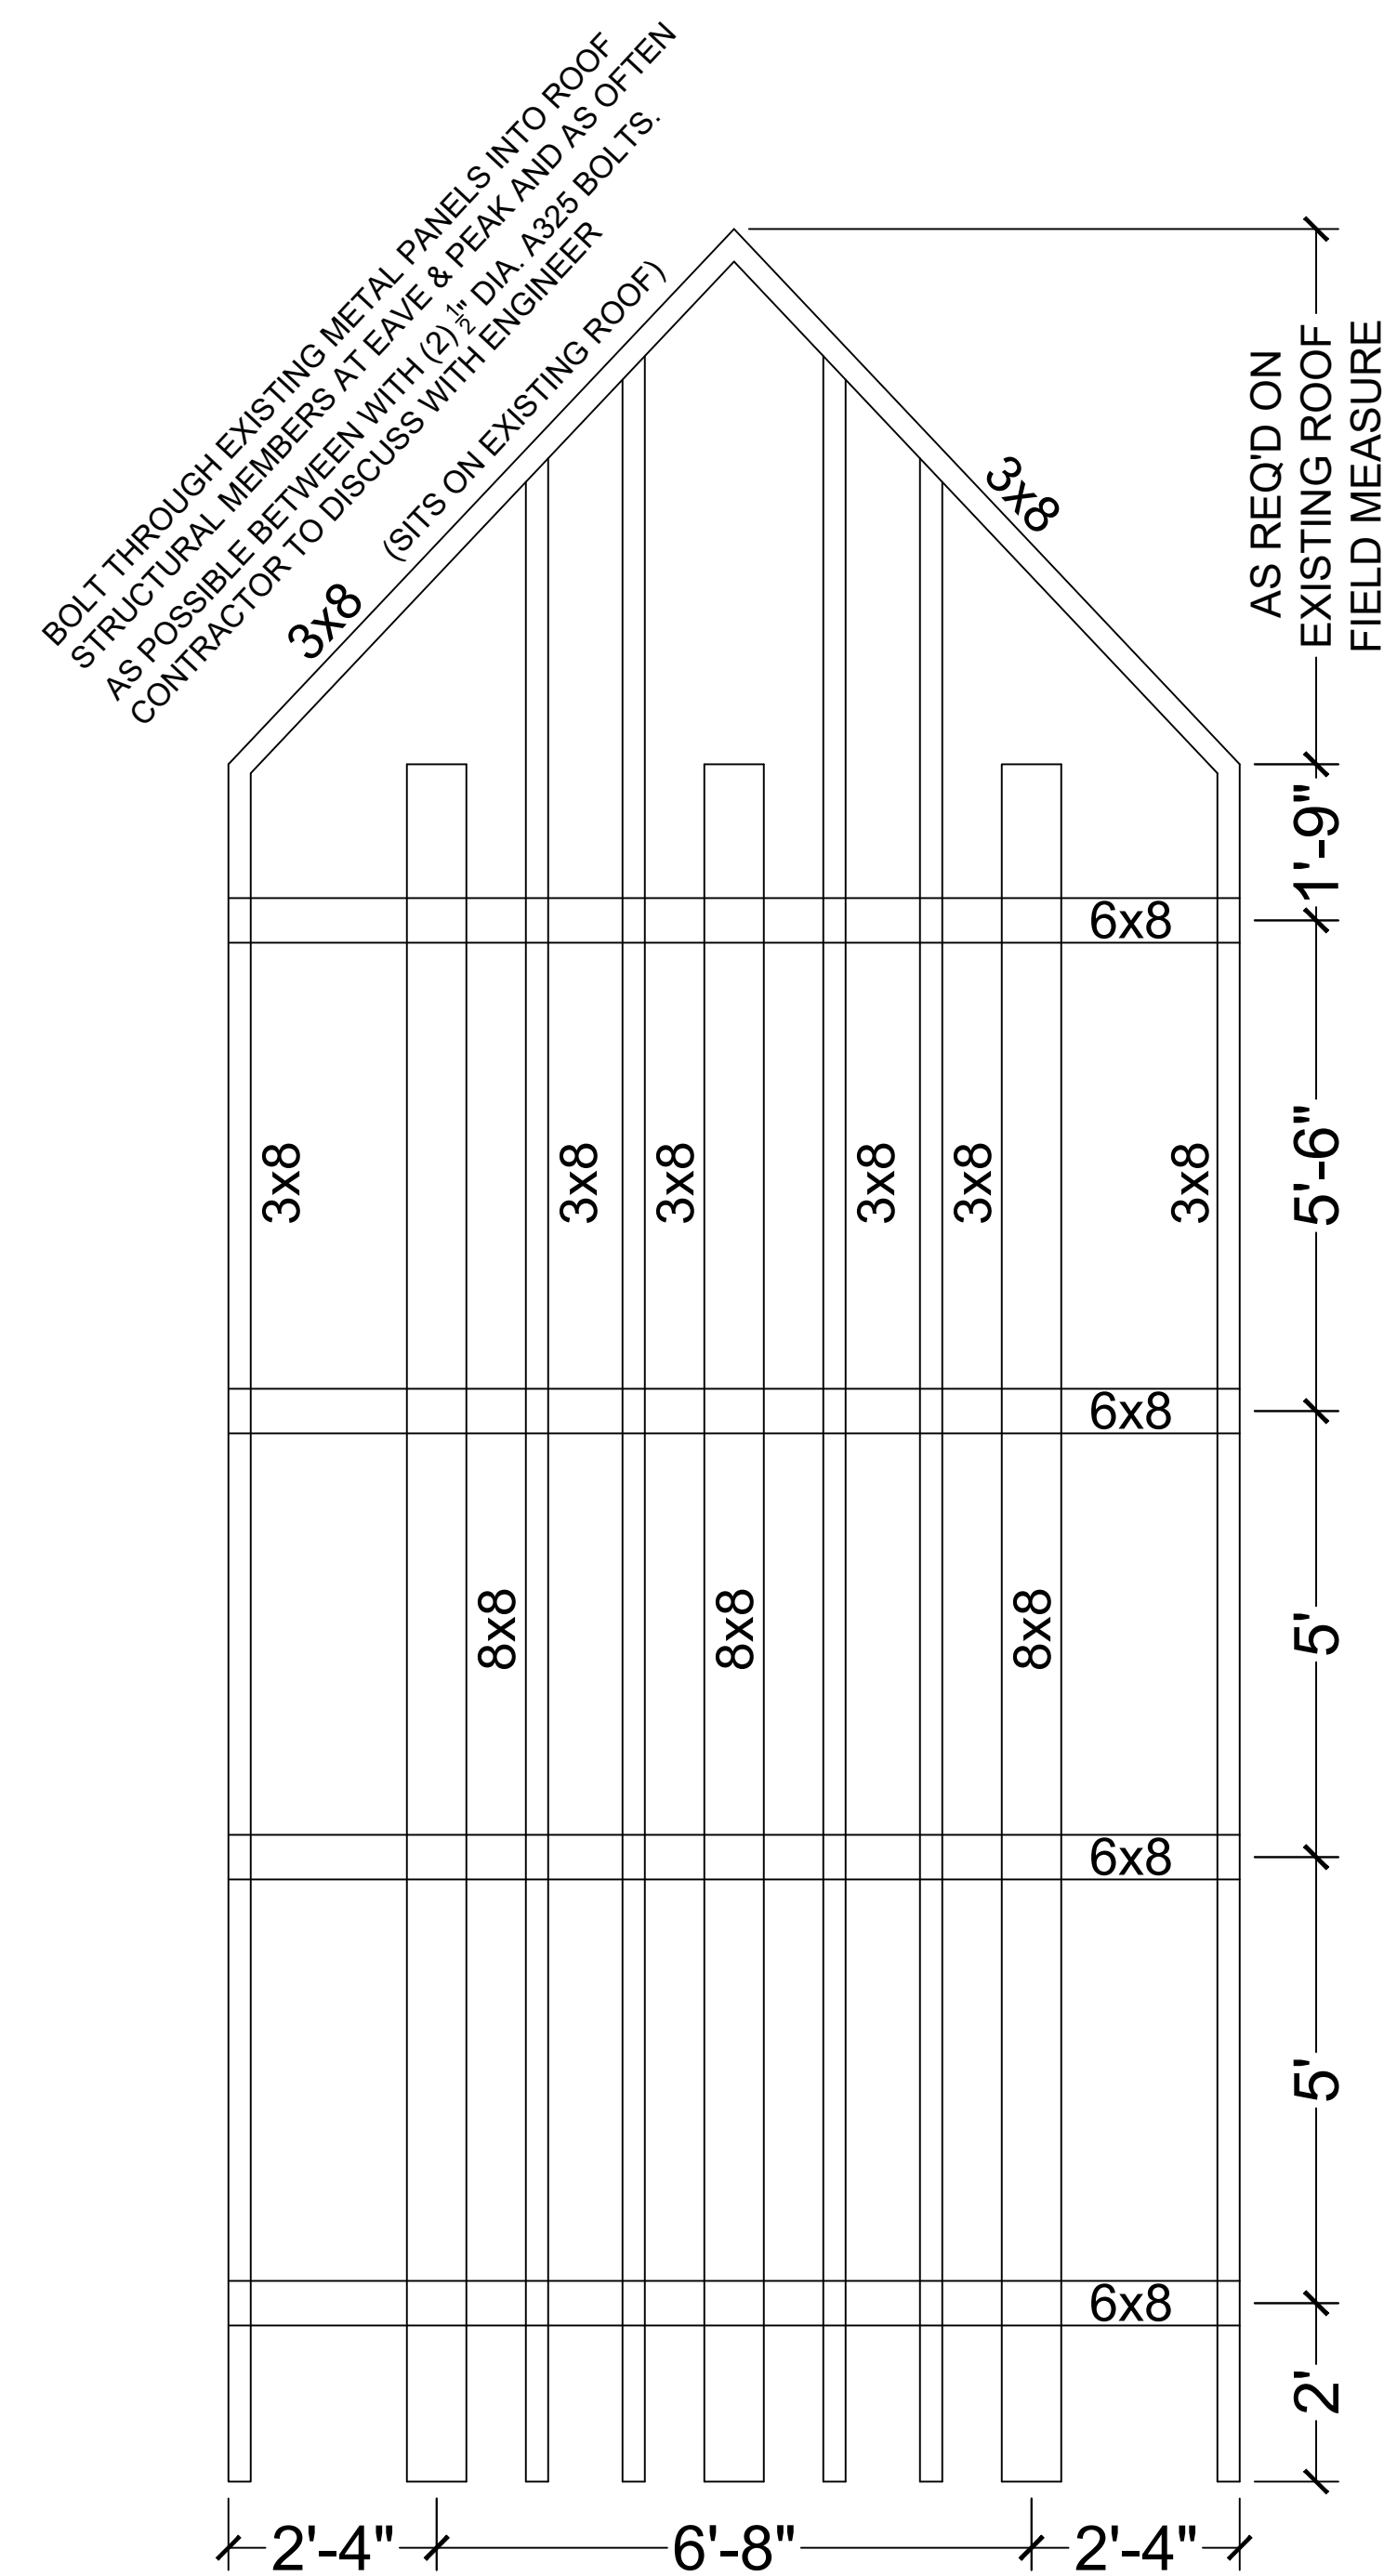 BOLT THROUGH EXISTING METAL PANELS INTO ROOF
STRUCTURAL MEMBERS AT EAVE & PEAK AND AS OFTEN
AS POSSIBLE BETWEEN WITH (2) 1/2" DIA. A325 BOLTS.
CONTRACTOR TO DISCUSS WITH ENGINEER
(SITS ON EXISTING ROOF)
3x8
3x8
AS REQ'D ON
EXISTING ROOF
FIELD MEASURE
1'-9"
6x8
5'-6"
3x8
3x8
3x8
3x8
3x8
3x8
6x8
5'
8x8
8x8
8x8
6x8
5'
6x8
2'
2'-4"
6'-8"
2'-4"